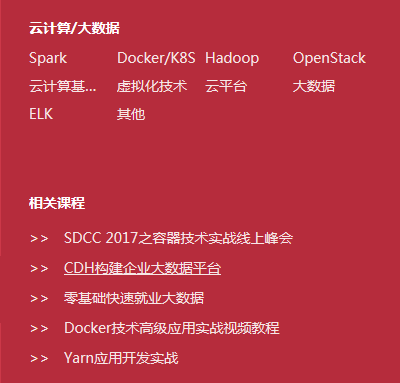 云计算/大数据
Spark Docker/K8S Hadoop OpenStack
云计算基... 虚拟化技术 云平台 大数据
ELK 其他
相关课程
>> SDCC 2017之容器技术实战线上峰会
>> CDH构建企业大数据平台
>> 零基础快速就业大数据
>> Docker技术高级应用实战视频教程
>> Yarn应用开发实战